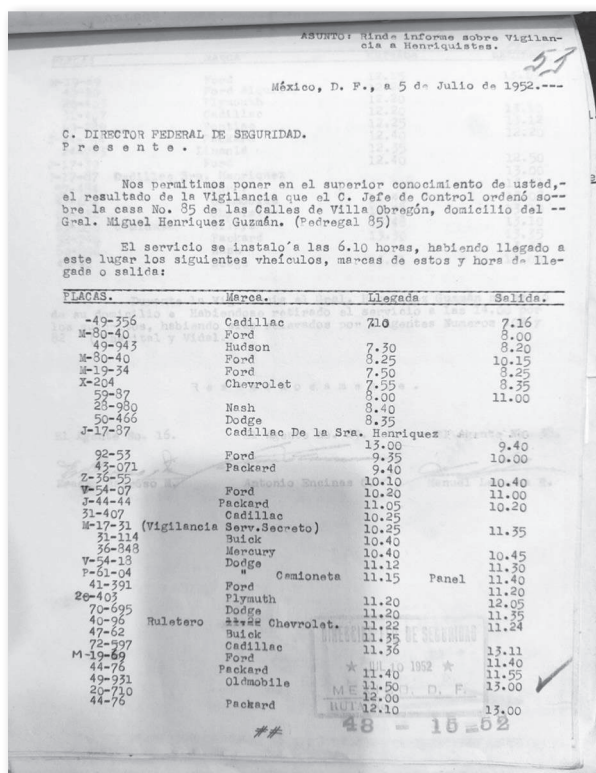 ASUNTO: Rinde informe sobre Vigilan-
cia a Henriquistas.
53
México, D. F., a 5 de Julio de 1952.---
C. DIRECTOR FEDERAL DE SEGURIDAD.
P r e s e n t e .
Nos permitimos poner en el superior conocimiento de usted,-
el resultado de la Vigilancia que el C. Jefe de Control ordenó so--
bre la casa No. 85 de las Calles de Villa Obregón, domicilio del --
Gral. Miguel Henriquez Guzmán. (Pedregal 85)
El servicio se instalo´a las 6.10 horas, habiendo llegado a
este lugar los siguientes vheículos, marcas de estos y hora de lle-
gada o salida:
PLACAS. Marca. Llegada Salida.
-49-356 Cadillac 7.10 7.16
M-80-40 Ford 8.00
49-943 Hudson 7.30 8.20
M-80-40 Ford 8.25 10.15
M-19-34 Ford 7.50 8.25
X-204 Chevrolet 7.55 8.35
59-87 8.00 11.00
28-980 Nash 8.40
50-466 Dodge 8.35
J-17-87 Cadillac De la Sra. Henriquez
13.00 9.40
92-53 Ford 9.35 10.00
43-071 Packard 9.40
Z-36-55 10.10 10.40
V-54-07 Ford 10.20 11.00
J-44-44 Packard 11.05 10.20
31-407 Cadillac 10.25
M-17-31 (Vigilancia Serv.Secreto) 10.25 11.35
31-114 Buick 10.40
36-848 Mercury 10.40 10.45
V-54-18 Dodge 11.12 11.30
P-61-04 " Camioneta 11.15 Panel 11.40
41-391 Ford 11.20
20-403 Plymuth 11.20 12.05
70-695 Dodge 11.20 11.35
40-96 Ruletero 11.22 Chevrolet. 11.22 11.24
47-62 Buick 11.35
72-597 Cadillac 11.36 13.11
M-19-69 Ford 11.40
44-76 Packard 11.40 11.55
49-931 Oldmobile 11.50 13.00
20-710 12.00
44-76 Packard 12.10 13.00
##
DE SEGURIDAD
★ JUL 10 1952 ★
MEXICO, D. F.
48 - 15 - 52